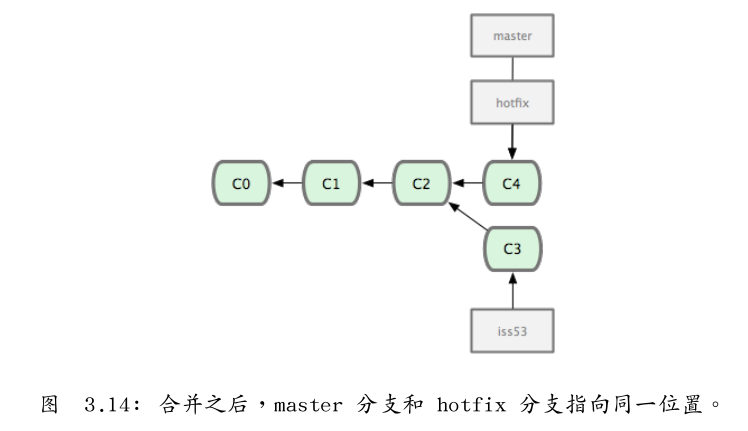 master
hotfix
C0
C1
C2
C4
C3
iss53
图 3.14: 合并之后，master 分支和 hotfix 分支指向同一位置。